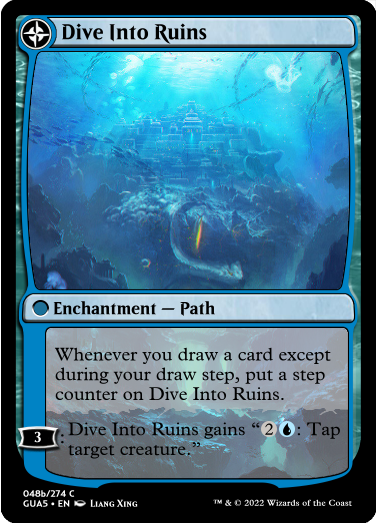 Dive Into Ruins
Enchantment — Path
Whenever you draw a card except
during your draw step, put a step
counter on Dive Into Ruins.
3 : Dive Into Ruins gains “2: Tap
target creature.”
048b/274 C
GUA5 • EN Liang Xing
™ & © 2022 Wizards of the Coast